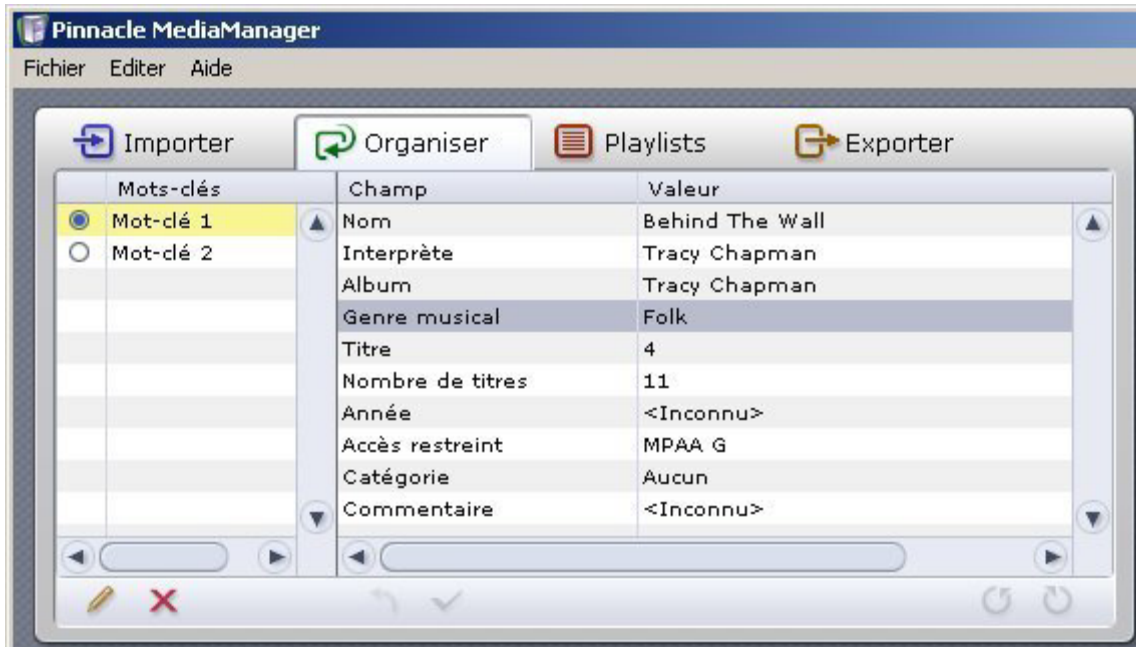 Pinnacle MediaManager
Fichier Editer Aide
Importer Organiser Playlists Exporter
Mots-clés Champ Valeur
Mot-clé 1 Nom Behind The Wall
Mot-clé 2 Interprète Tracy Chapman
Album Tracy Chapman
Genre musical Folk
Titre 4
Nombre de titres 11
Année <Inconnu>
Accès restreint MPAA G
Catégorie Aucun
Commentaire <Inconnu>